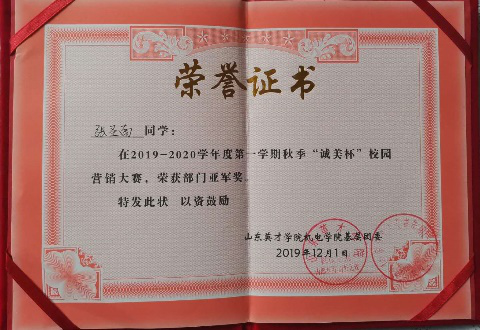 荣誉证书
同学：
在2019-2020学年度第一学期秋季“诚美杯”校园
营销大赛，荣获部门亚军奖。
特发此状 以资鼓励
山东英才学院机电学院基层团委
2019年12月1日